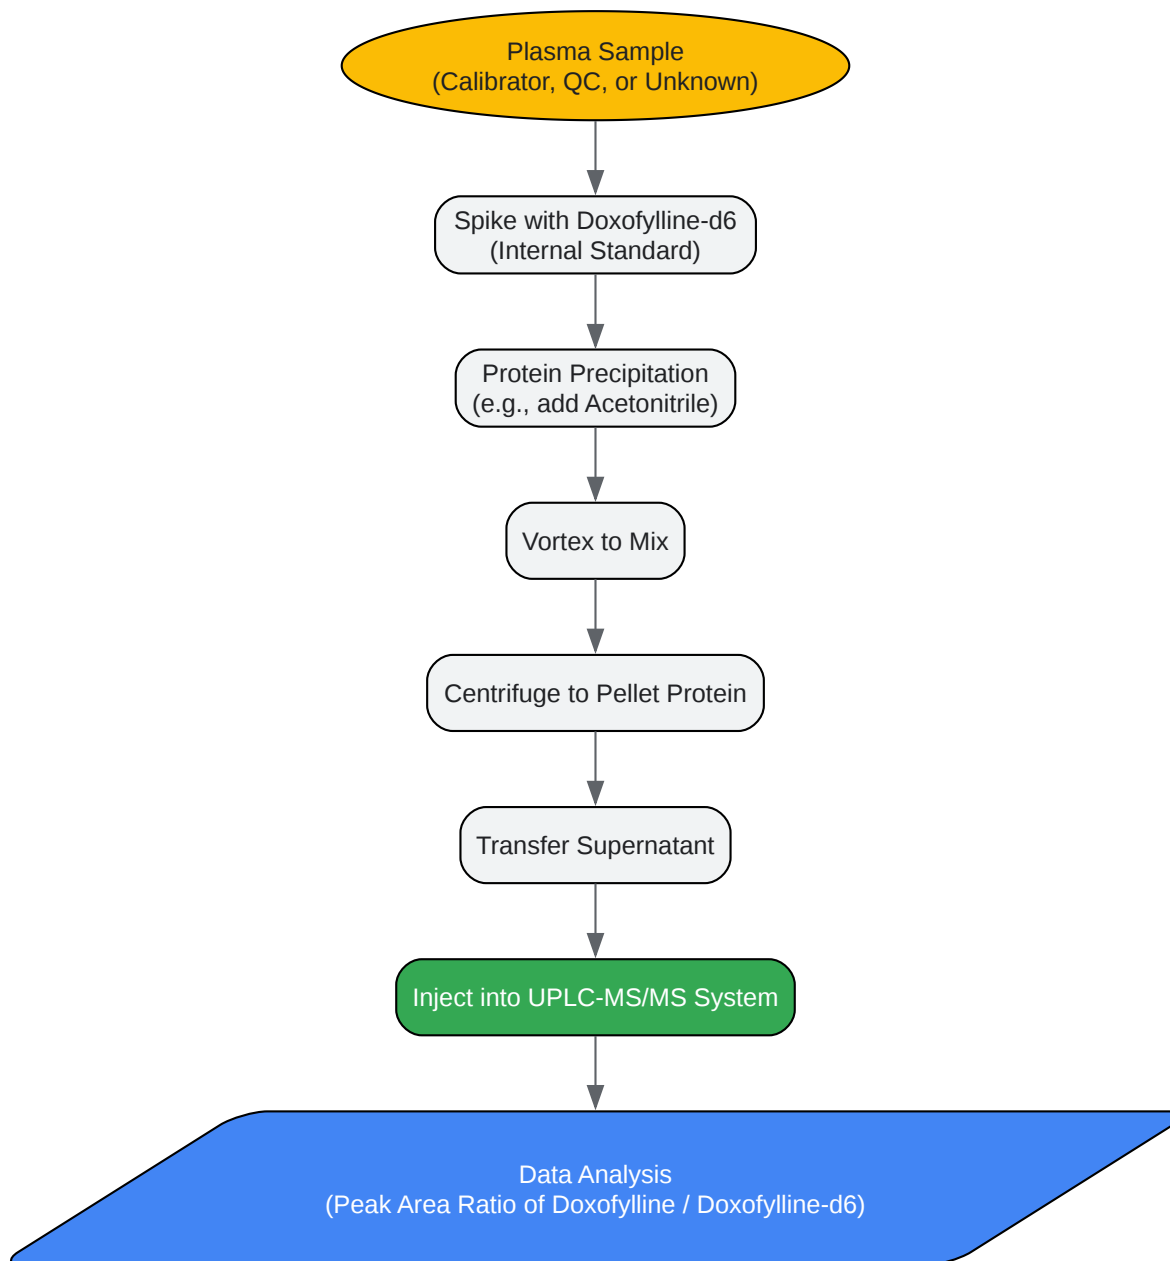 Plasma Sample
(Calibrator, QC, or Unknown)
Spike with Doxofylline-d6
(Internal Standard)
Protein Precipitation
(e.g., add Acetonitrile)
Vortex to Mix
Centrifuge to Pellet Protein
Transfer Supernatant
Inject into UPLC-MS/MS System
Data Analysis
(Peak Area Ratio of Doxofylline / Doxofylline-d6)